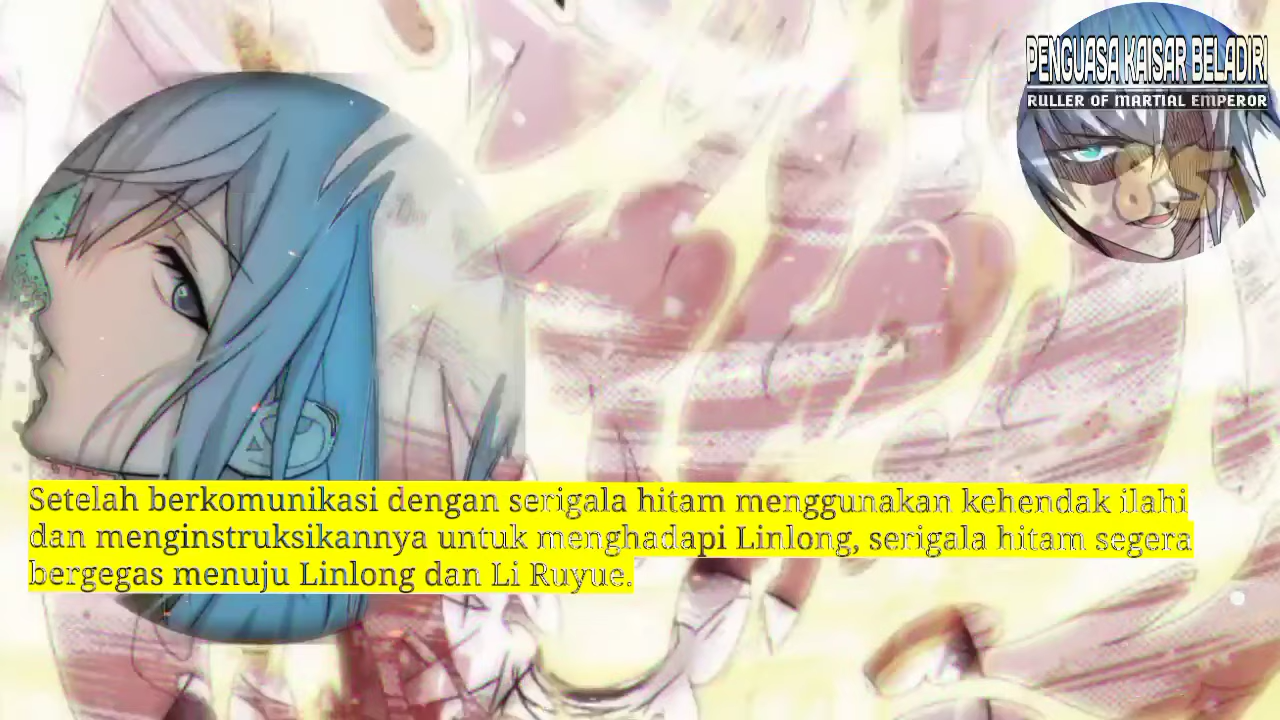 PENGUASA KAISAR BELADIRI
RULLER OF MARTIAL EMPEROR
Setelah berkomunikasi dengan serigala hitam menggunakan kehendak ilahi
dan menginstruksikannya untuk menghadapi Linlong, serigala hitam segera
bergegas menuju Linlong dan Li Ruyue.